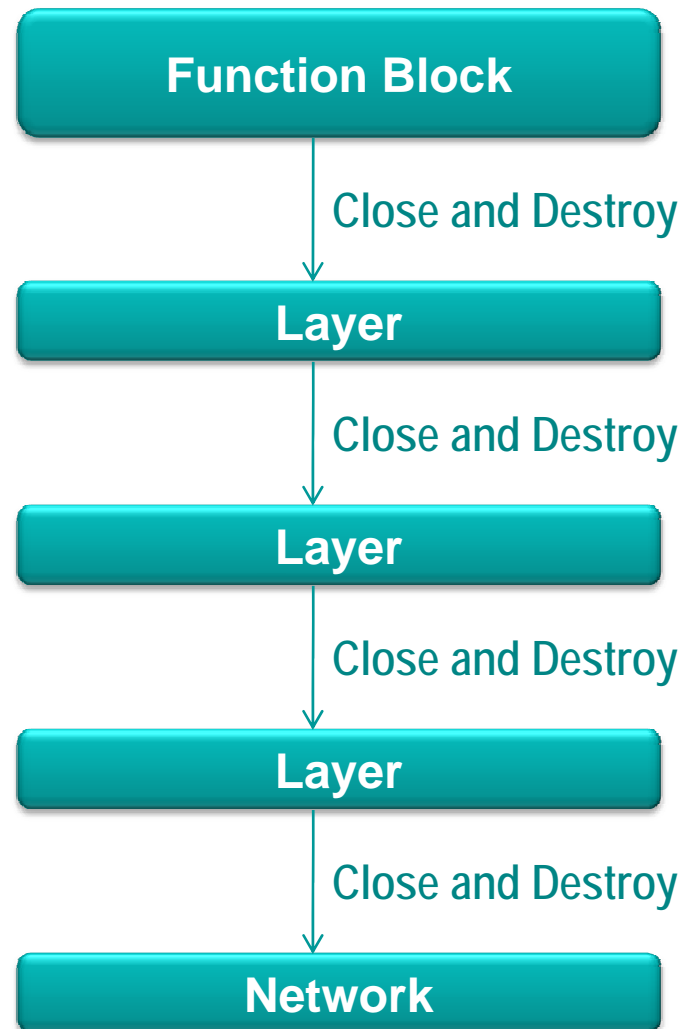 Function Block
Close and Destroy
Layer
Close and Destroy
Layer
Close and Destroy
Layer
Close and Destroy
Network